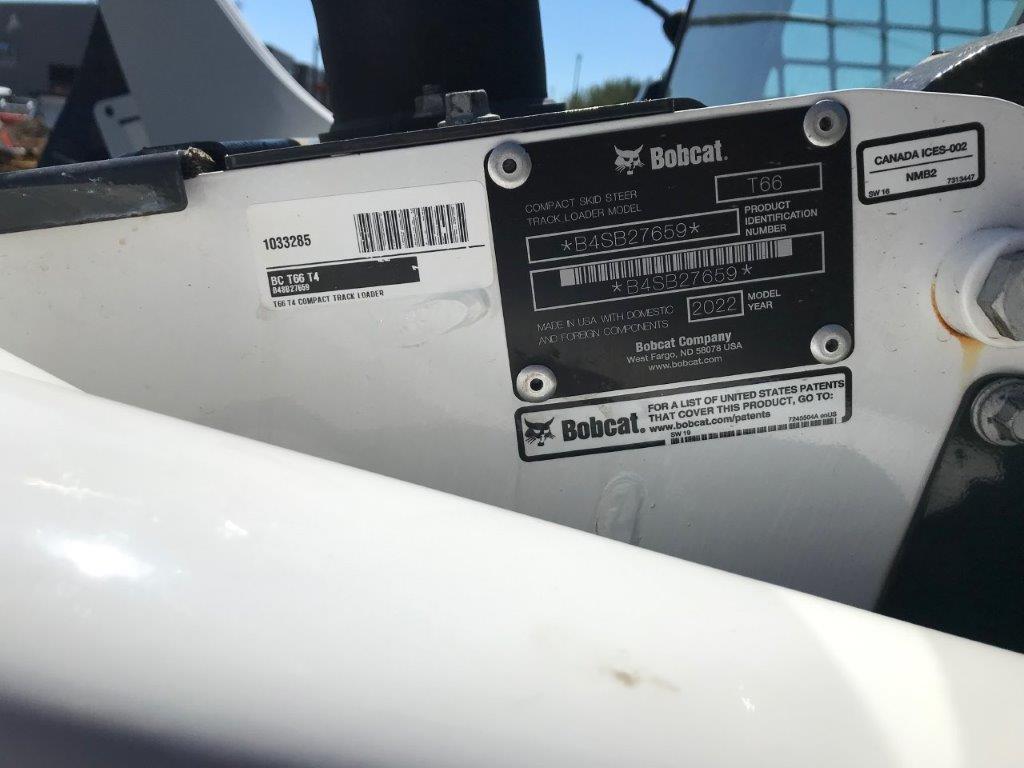 1033285
BC T66 T4
B4SB27659
T66 T4 COMPACT TRACK LOADER
Bobcat®
COMPACT SKID STEER
TRACK LOADER MODEL
T66
*B4SB27659*
PRODUCT
IDENTIFICATION
NUMBER
*B4SB27659*
MADE IN USA WITH DOMESTIC
AND FOREIGN COMPONENTS
2022
MODEL
YEAR
Bobcat Company
West Fargo, ND 58078 USA
www.bobcat.com
Bobcat®
FOR A LIST OF UNITED STATES PATENTS
THAT COVER THIS PRODUCT, GO TO:
www.bobcat.com/patents
7245504A enUS
SW 19
CANADA ICES-002
NMB2
SW 16
7313447